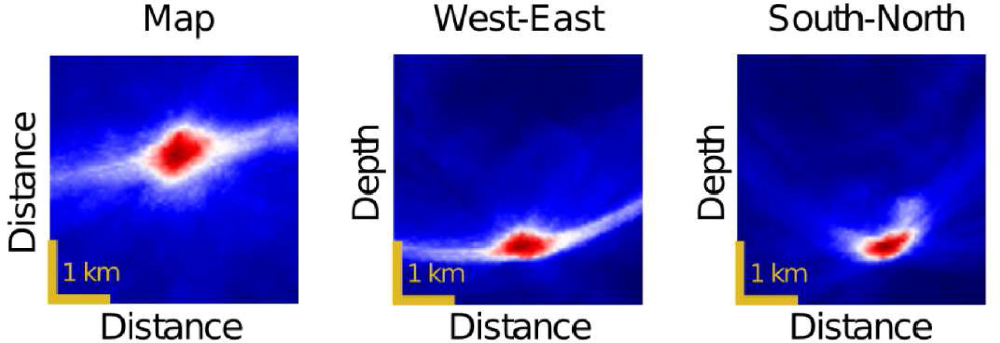 Map
West-East
South-North
Distance
Depth
Depth
1 km
1 km
1 km
Distance
Distance
Distance